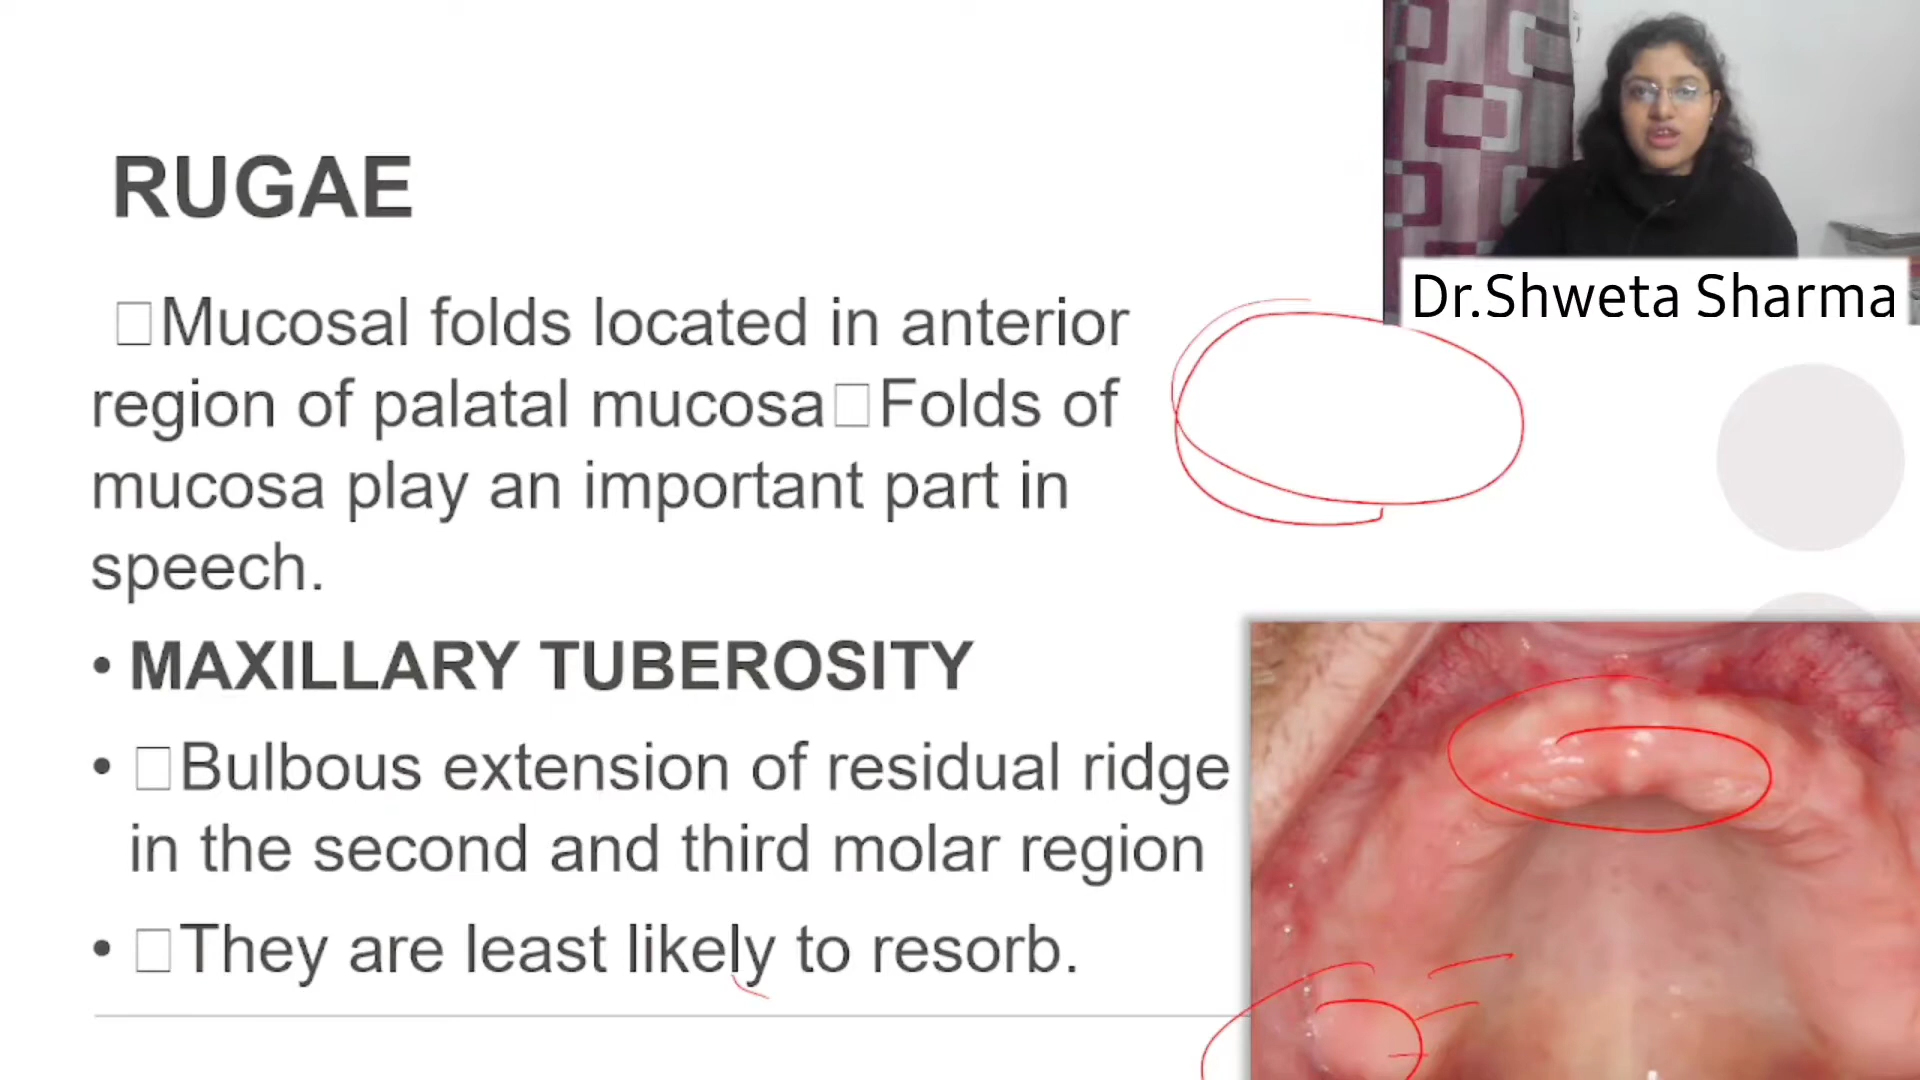 RUGAE
Dr.Shweta Sharma
□Mucosal folds located in anterior
region of palatal mucosa□Folds of
mucosa play an important part in
speech.
• MAXILLARY TUBEROSITY
• □Bulbous extension of residual ridge
in the second and third molar region
• □They are least likely to resorb.